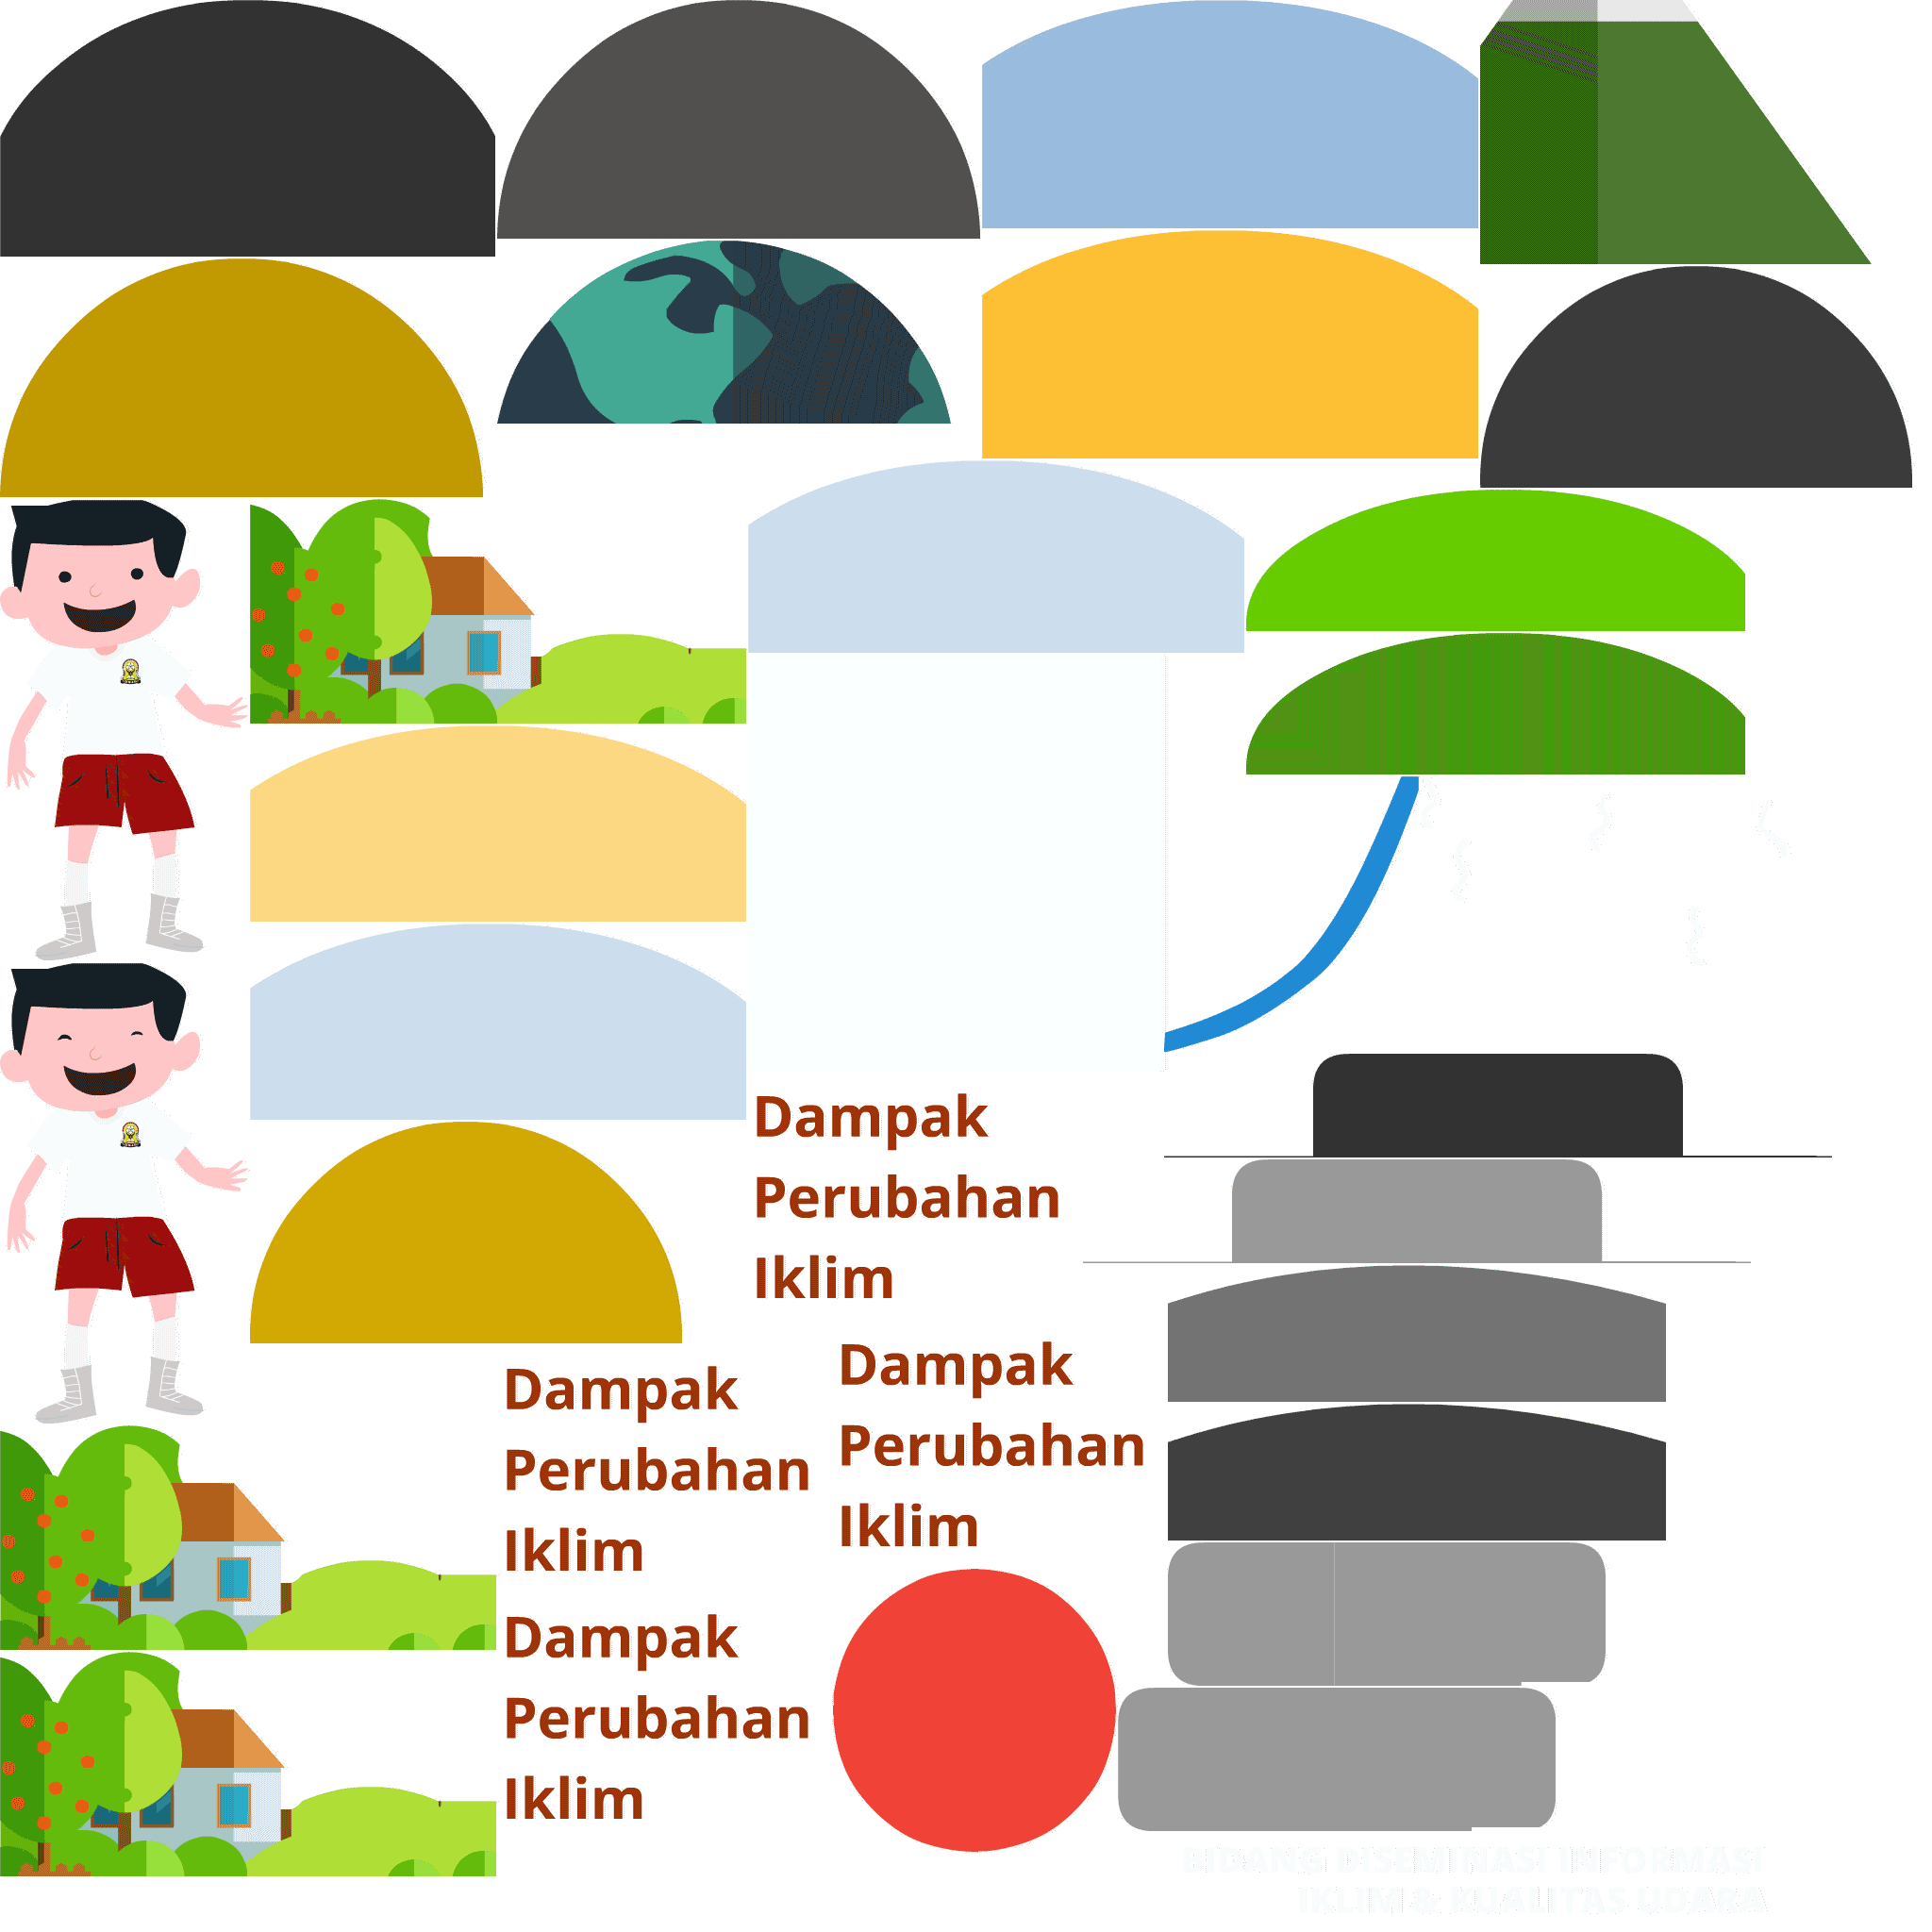 Dampak
Perubahan
Iklim
Dampak
Perubahan
Iklim
Dampak
Perubahan
Iklim
Dampak
Perubahan
Iklim
BIDANG DISEMINASI INFORMASI
IKLIM & KUALITAS UDARA